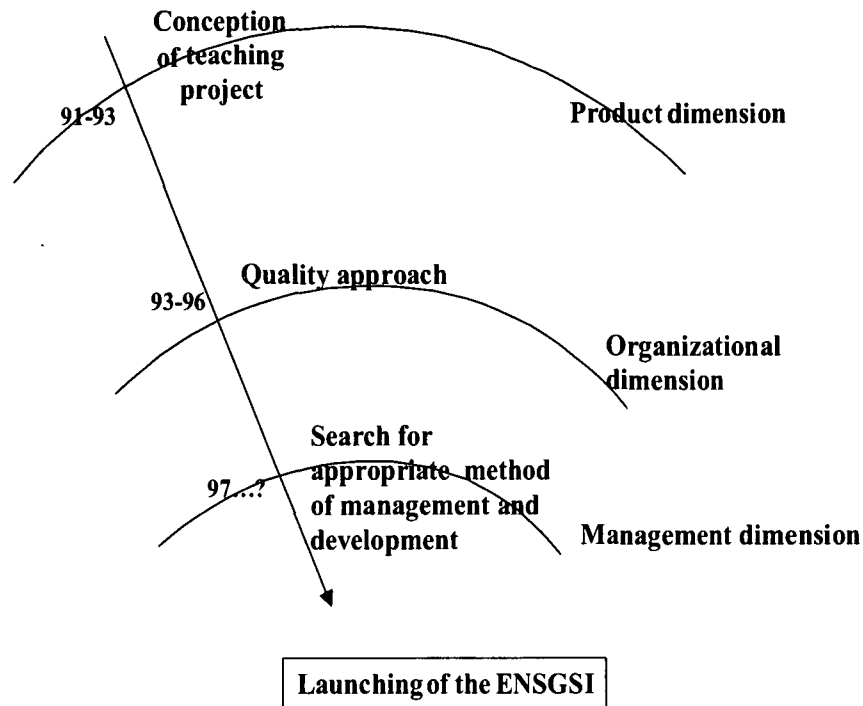 Conception
of teaching
project
91-93
Product dimension
Quality approach
93-96
Organizational
dimension
Search for
appropriate method
of management and
development
97...?
Management dimension
Launching of the ENSGSI